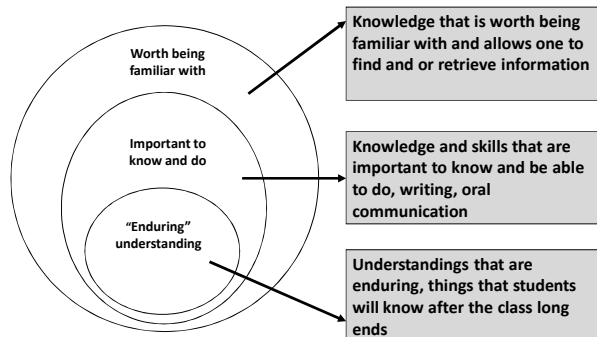 Worth being
familiar with
Knowledge that is worth being
familiar with and allows one to
find and or retrieve information
Important to
know and do
Knowledge and skills that are
important to know and be able
to do, writing, oral
communication
“Enduring”
understanding
Understandings that are
enduring, things that students
will know after the class long
ends